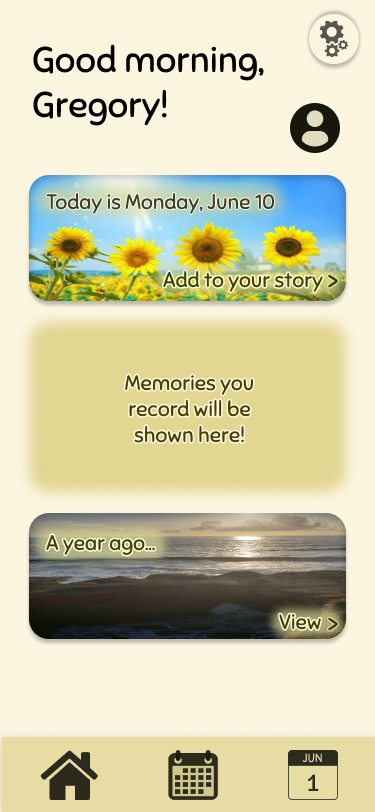 Good morning,
Gregory!
Today is Monday, June 10
Add to your story >
Memories you
record will be
shown here!
A year ago...
View >
JUN
1